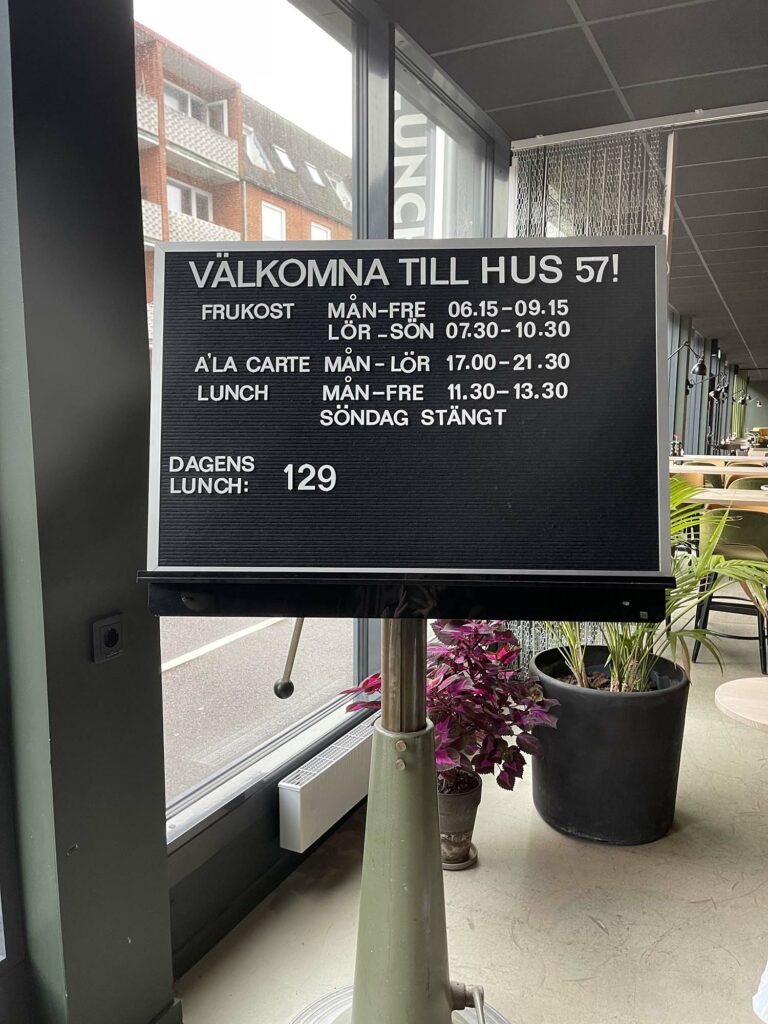 LUNCH
VÄLKOMNA TILL HUS 57!
FRUKOST MÅN-FRE 06.15-09.15
LÖR-SÖN 07.30-10.30
A'LA CARTE MÅN-LÖR 17.00-21.30
LUNCH MÅN-FRE 11.30-13.30
SÖNDAG STÄNGT
DAGENS
LUNCH: 129